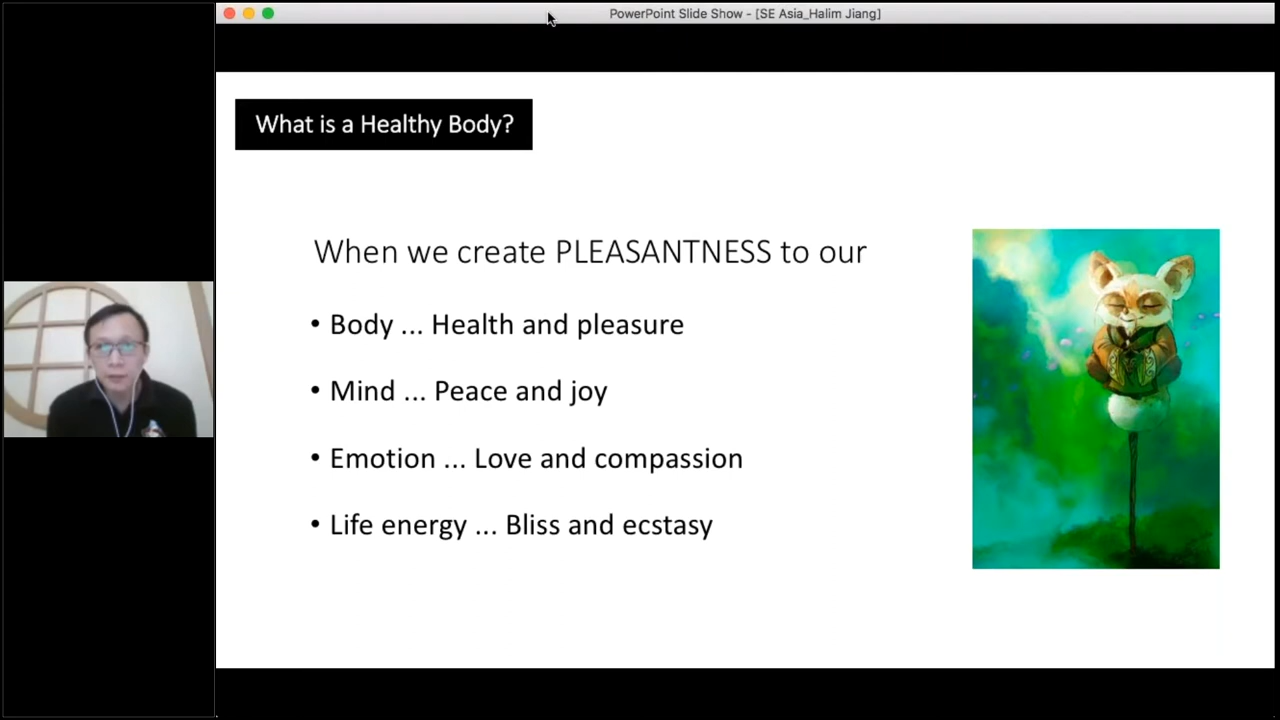 PowerPoint Slide Show - [SE Asia_Halim Jiang]
What is a Healthy Body?
When we create PLEASANTNESS to our
• Body ... Health and pleasure
• Mind ... Peace and joy
• Emotion ... Love and compassion
• Life energy ... Bliss and ecstasy